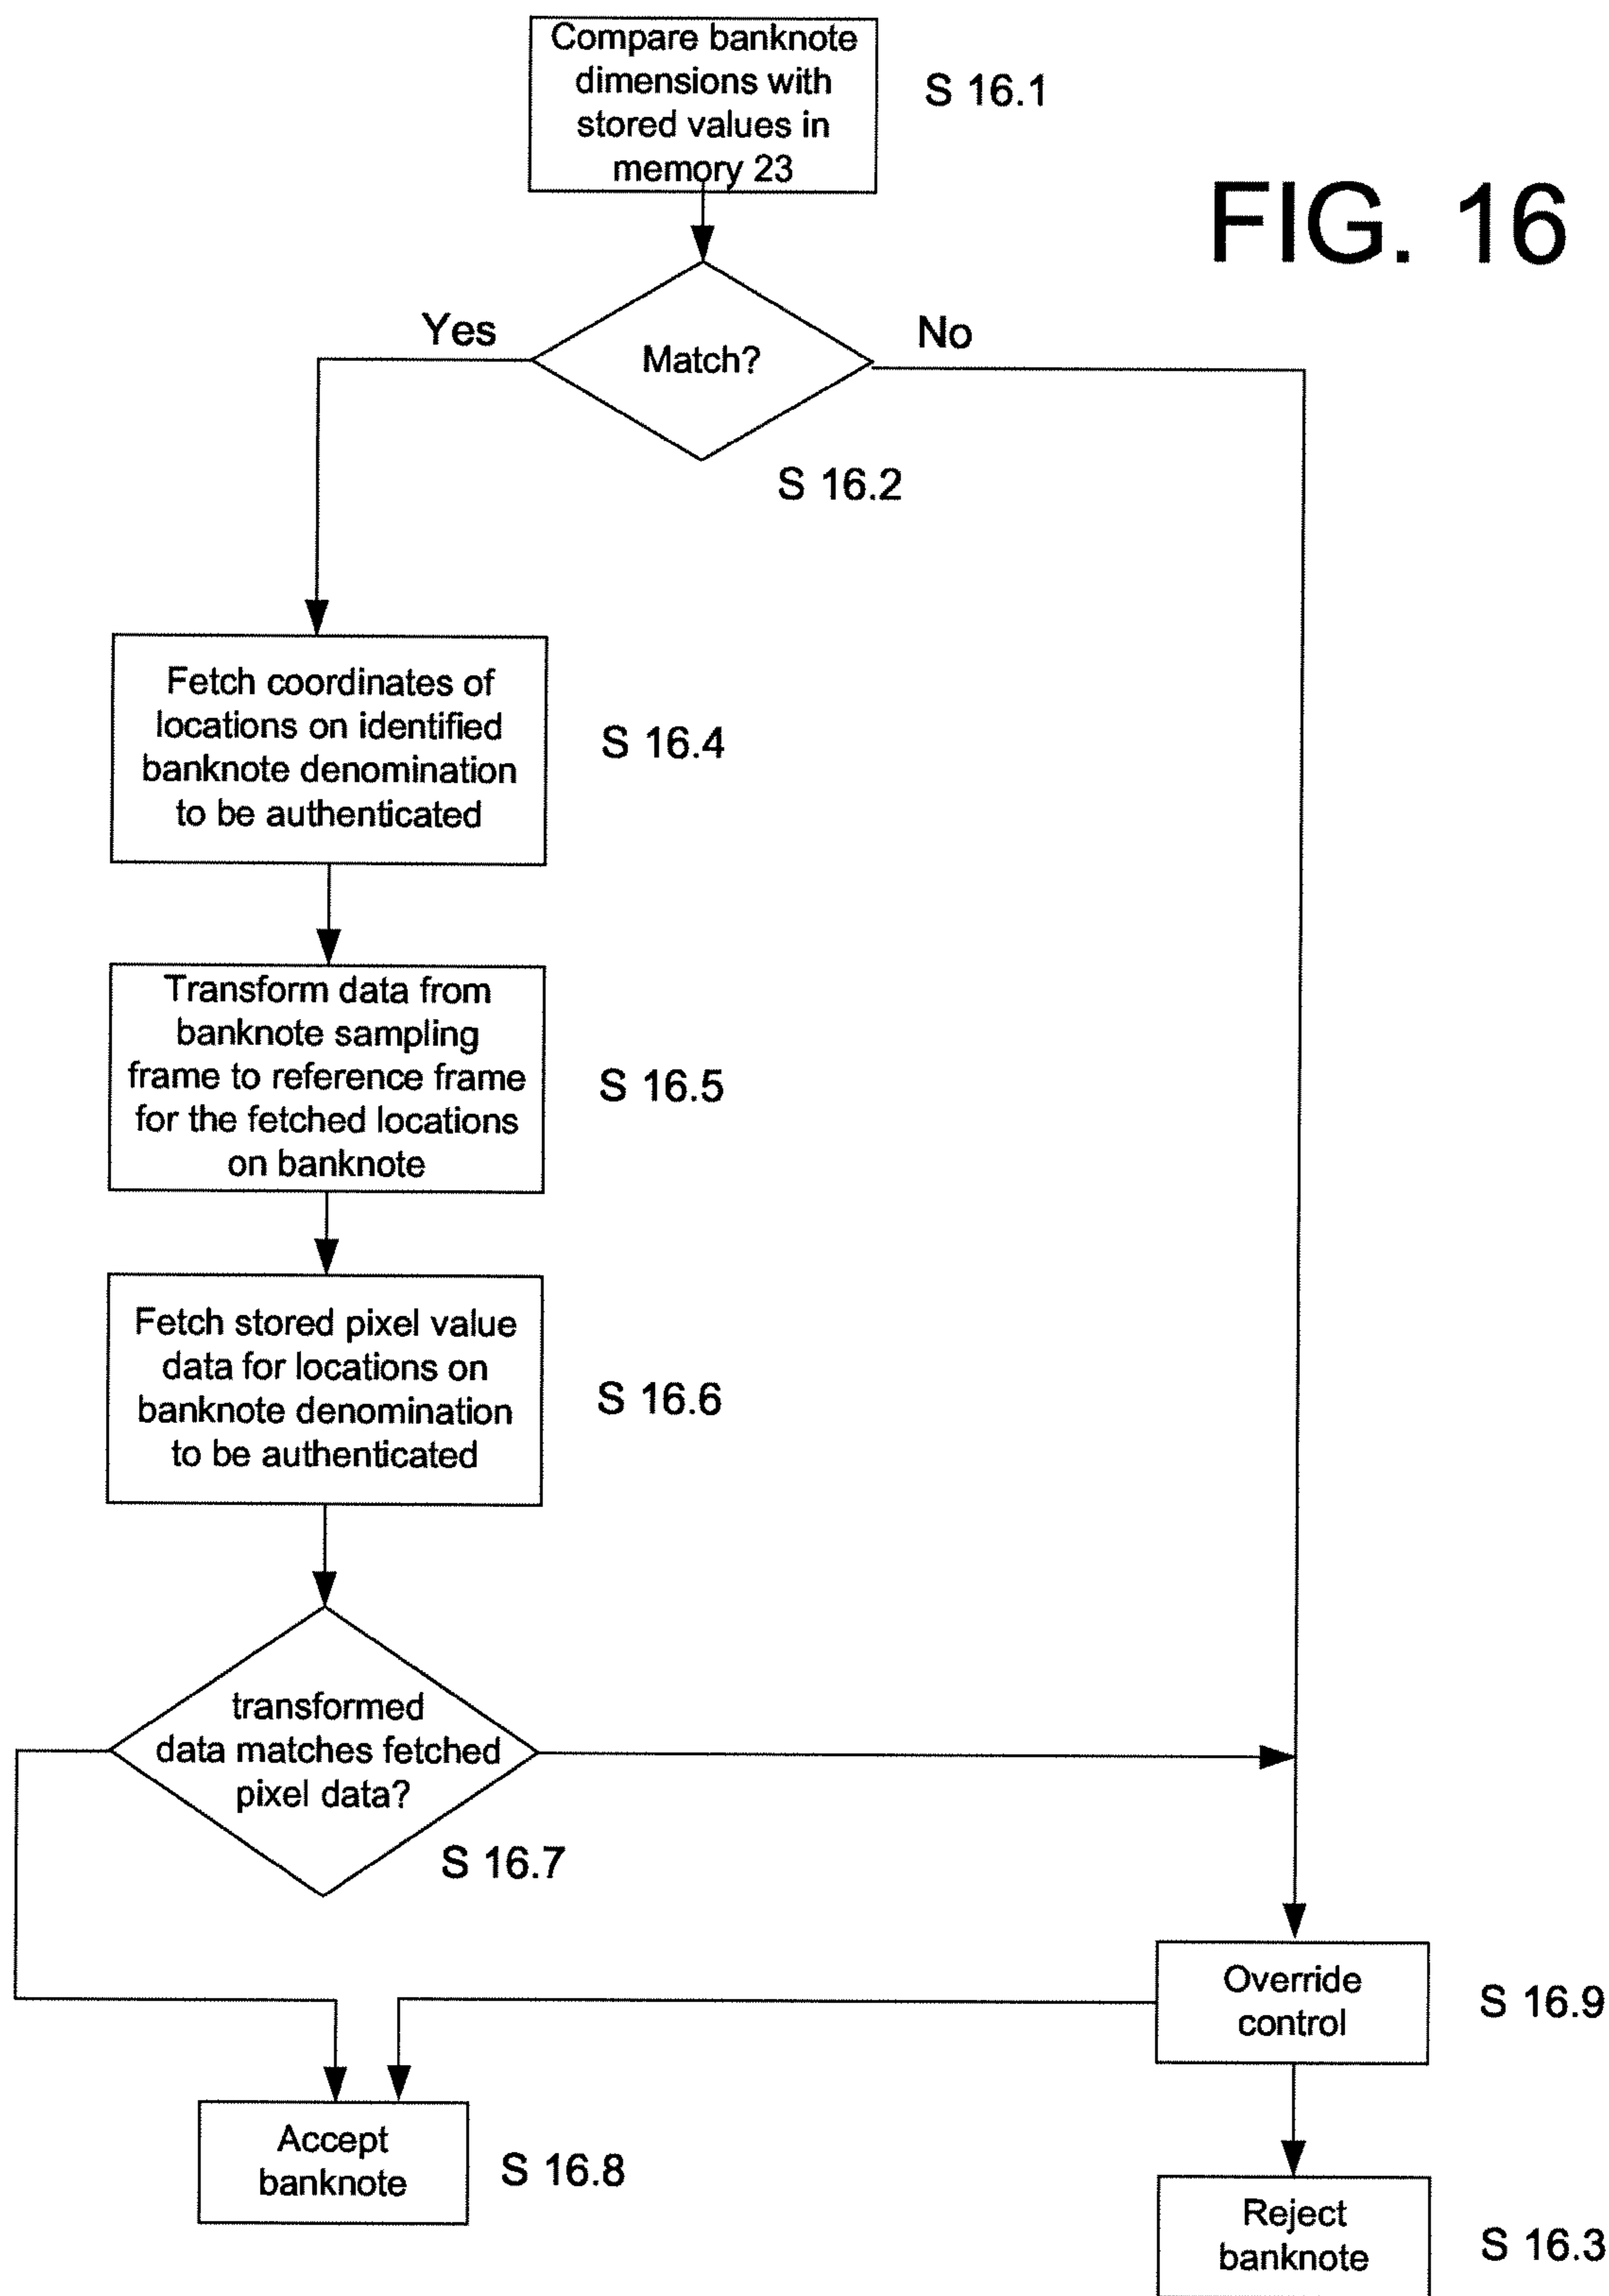 Compare banknote
dimensions with
stored values in
memory 23
S 16.1
FIG. 16
Yes
No
Match?
S 16.2
Fetch coordinates of
locations on identified
banknote denomination
to be authenticated
S 16.4
Transform data from
banknote sampling
frame to reference frame
for the fetched locations
on banknote
S 16.5
Fetch stored pixel value
data for locations on
banknote denomination
to be authenticated
S 16.6
transformed
data matches fetched
pixel data?
S 16.7
Override
control
S 16.9
Accept
banknote
S 16.8
Reject
banknote
S 16.3